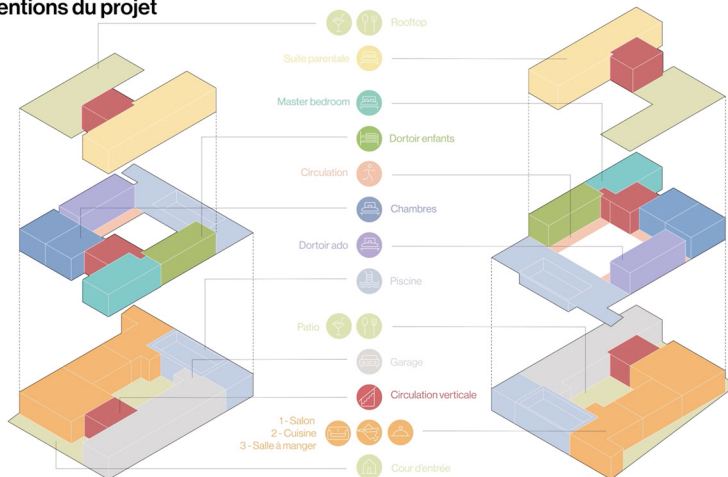 entions du projet
Rooftop
Suite parentale
Master bedroom
Dortoir enfants
Circulation
Chambres
Dortoir ado
Piscine
Patio
Garage
Circulation verticale
1 - Salon
2 - Cuisine
3 - Salle à manger
Cour d'entrée